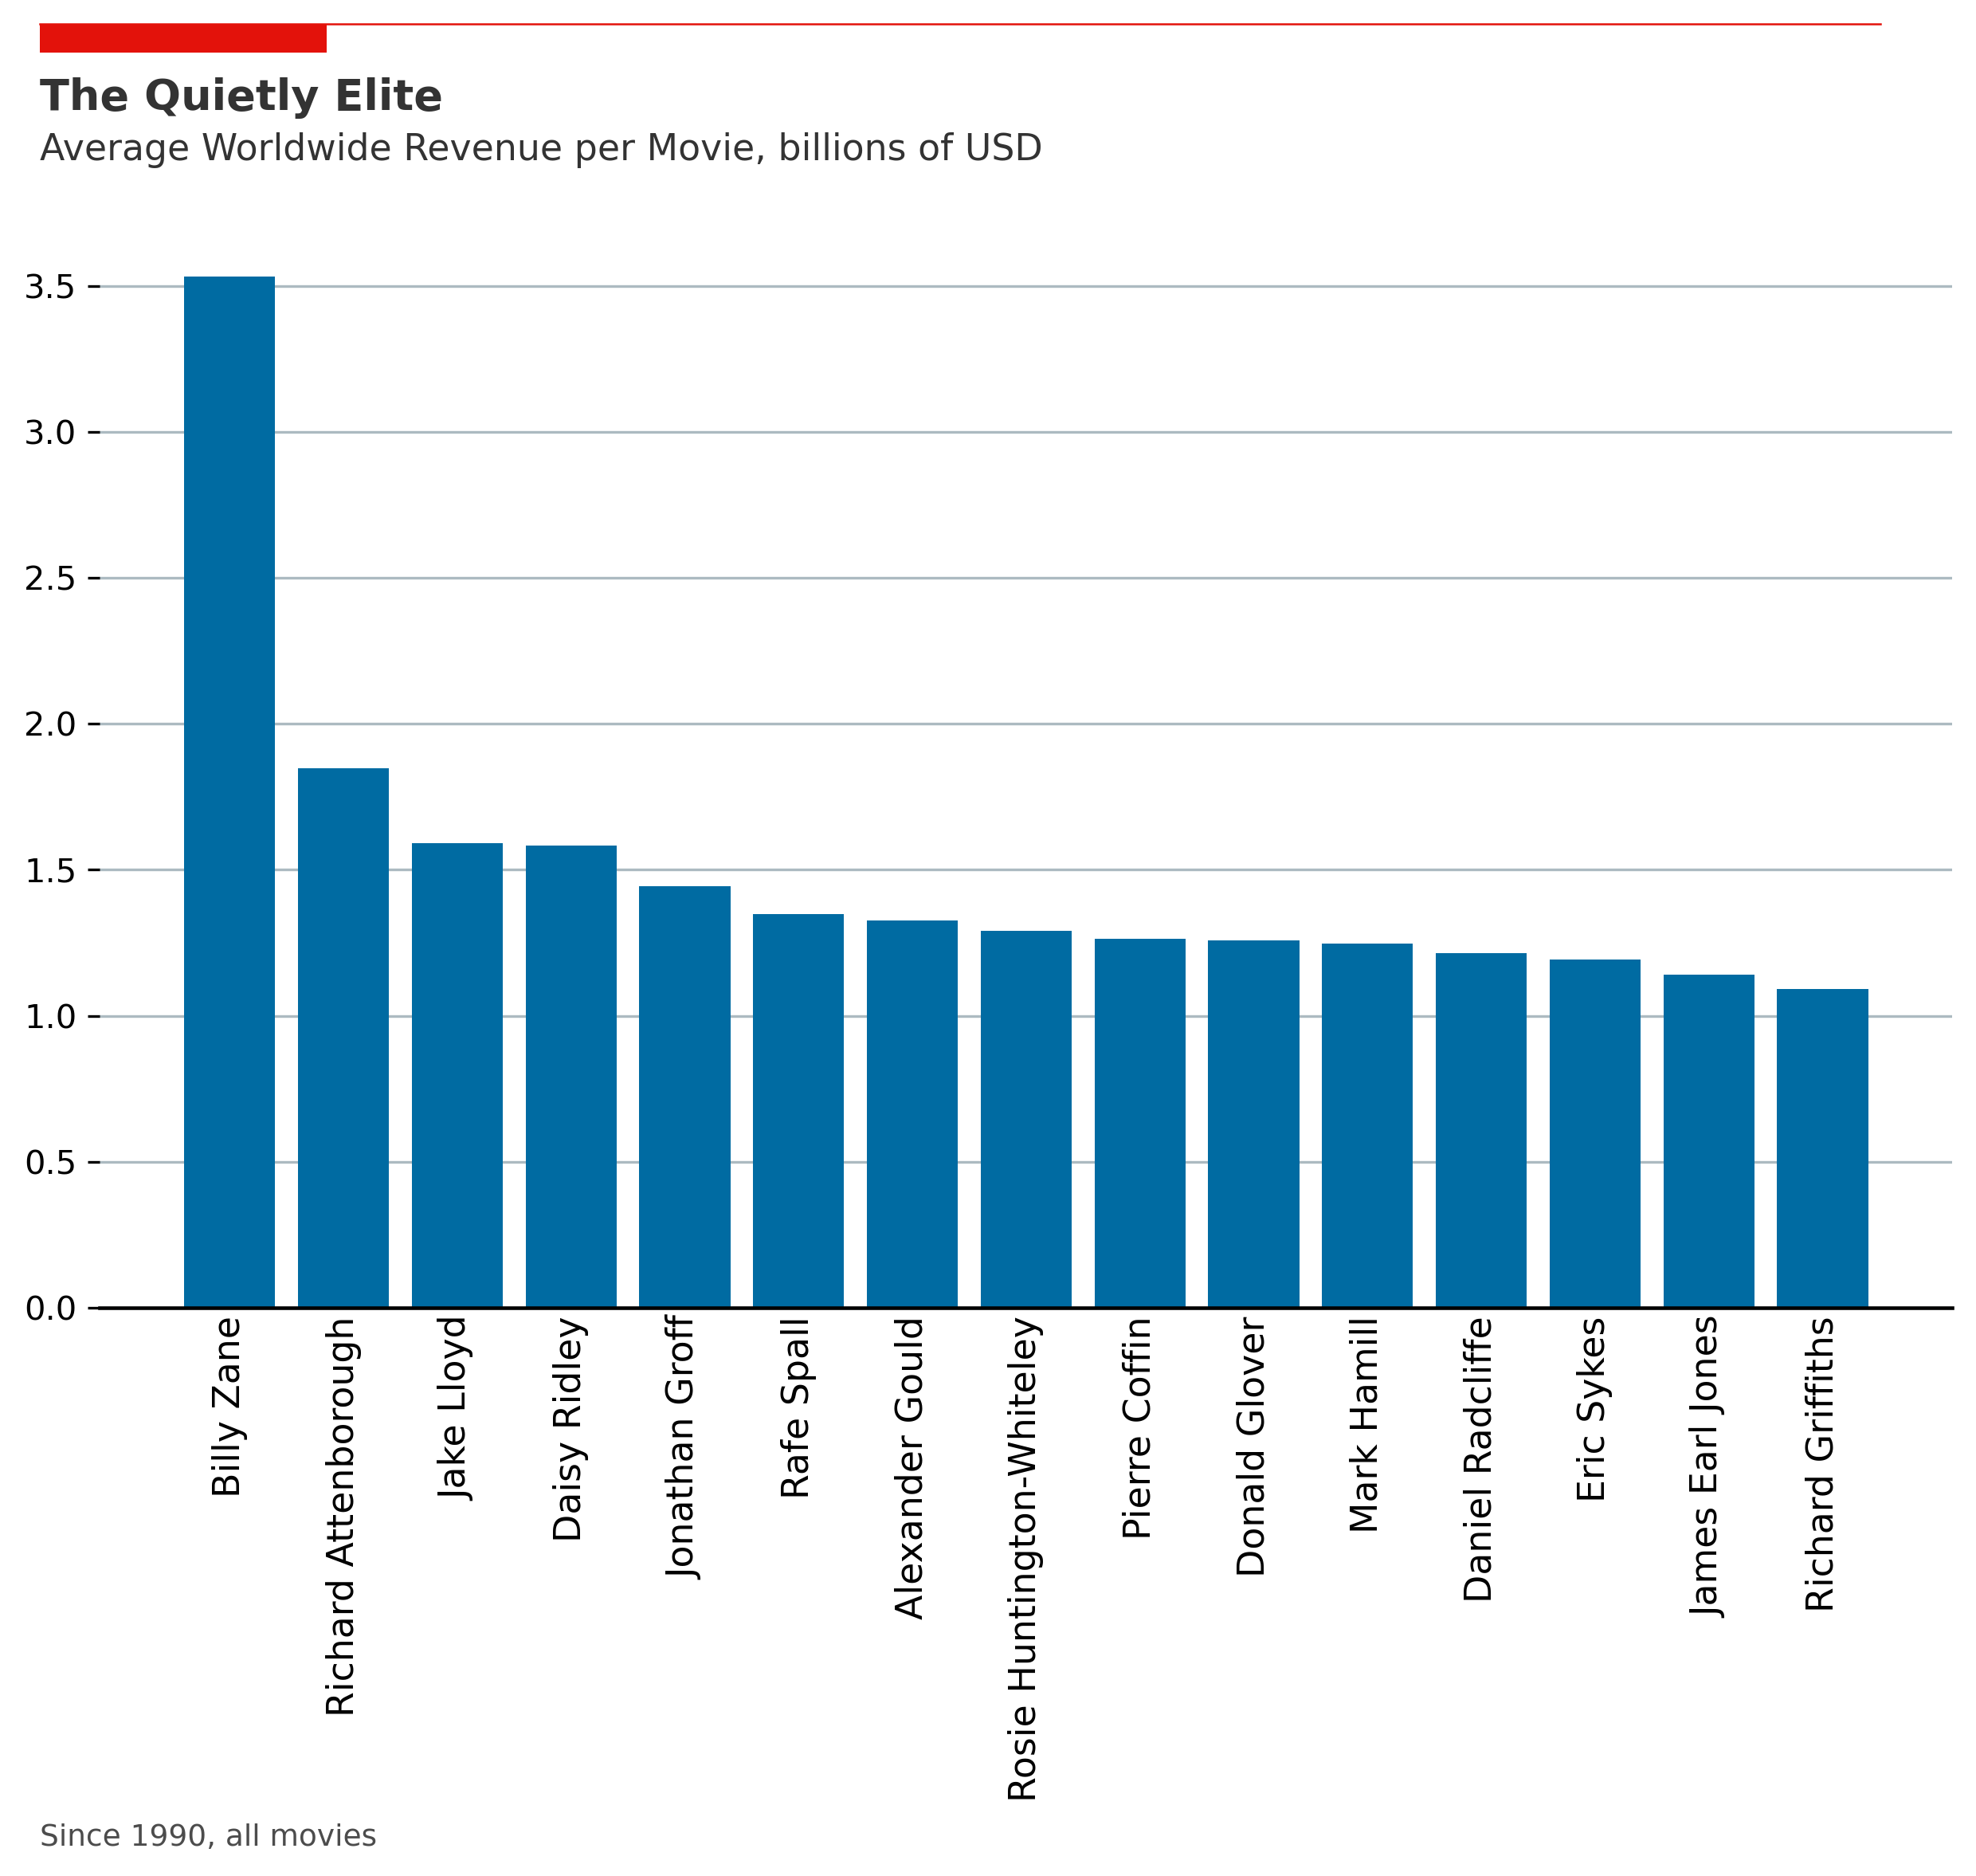 The Quietly Elite
Average Worldwide Revenue per Movie, billions of USD
3.5
3.0
2.5
2.0
1.5
1.0
0.5
0.0
Billy Zane
Richard Attenborough
Jake Lloyd
Daisy Ridley
Jonathan Groff
Rafe Spall
Alexander Gould
Rosie Huntington-Whiteley
Pierre Coffin
Donald Glover
Mark Hamill
Daniel Radcliffe
Eric Sykes
James Earl Jones
Richard Griffiths
Since 1990, all movies